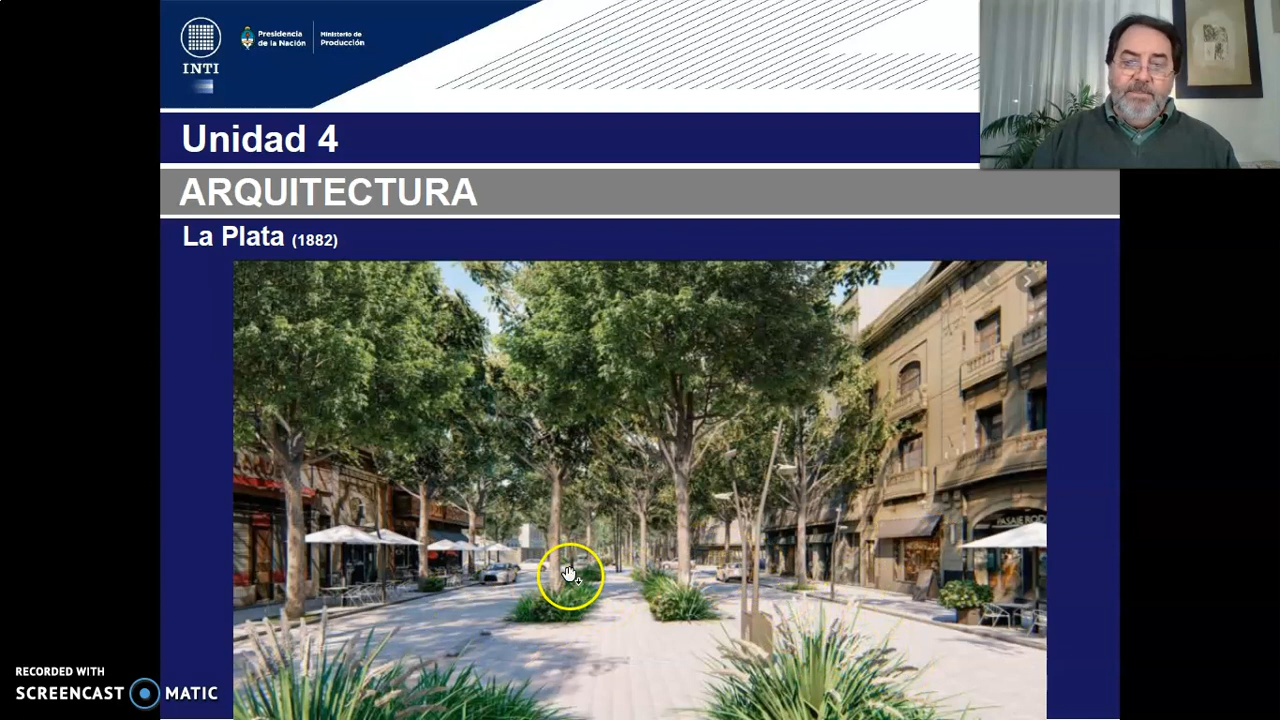 INTI
Presidencia
de la Nación
Ministerio de
Producción
Unidad 4
ARQUITECTURA
La Plata (1882)
RECORDED WITH
SCREENCAST MATIC